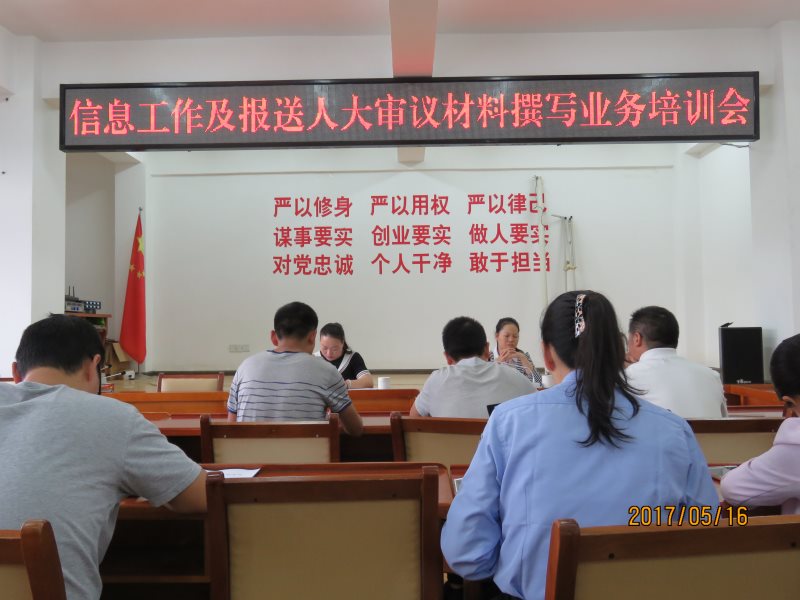 信息工作及报送人大审议材料撰写业务培训会
严以修身 严以用权 严以律己
谋事要实 创业要实 做人要实
对党忠诚 个人干净 敢于担当
2017/05/16